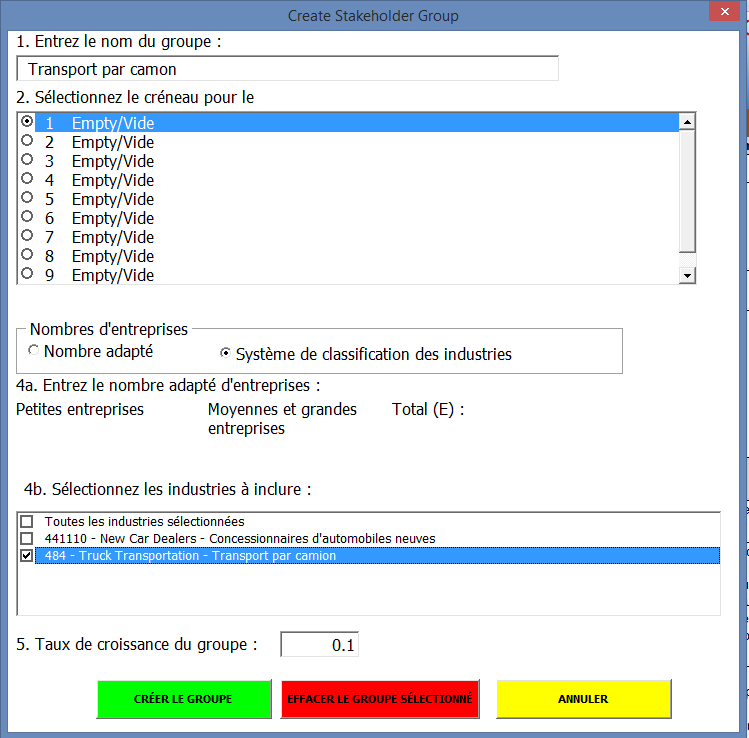 Create Stakeholder Group
1. Entrez le nom du groupe :
Transport par camon
2. Sélectionnez le créneau pour le
1 Empty/Vide
2 Empty/Vide
3 Empty/Vide
4 Empty/Vide
5 Empty/Vide
6 Empty/Vide
7 Empty/Vide
8 Empty/Vide
9 Empty/Vide
Nombres d'entreprises
Nombre adapté Système de classification des industries
4a. Entrez le nombre adapté d'entreprises :
Petites entreprises Moyennes et grandes Total (E) :
entreprises
4b. Sélectionnez les industries à inclure :
Toutes les industries sélectionnées
441110 - New Car Dealers - Concessionnaires d'automobiles neuves
484 - Truck Transportation - Transport par camion
5. Taux de croissance du groupe : 0.1
CRÉER LE GROUPE EFFACER LE GROUPE SÉLECTIONNÉ ANNULER